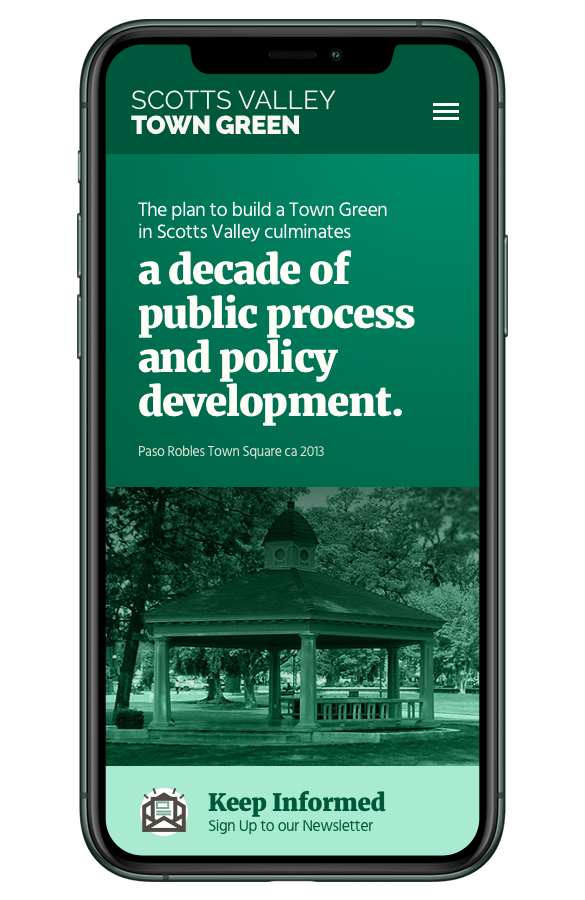 SCOTTS VALLEY
TOWN GREEN
The plan to build a Town Green
in Scotts Valley culminates
a decade of
public process
and policy
development.
Paso Robles Town Square ca 2013
Keep Informed
Sign Up to our Newsletter